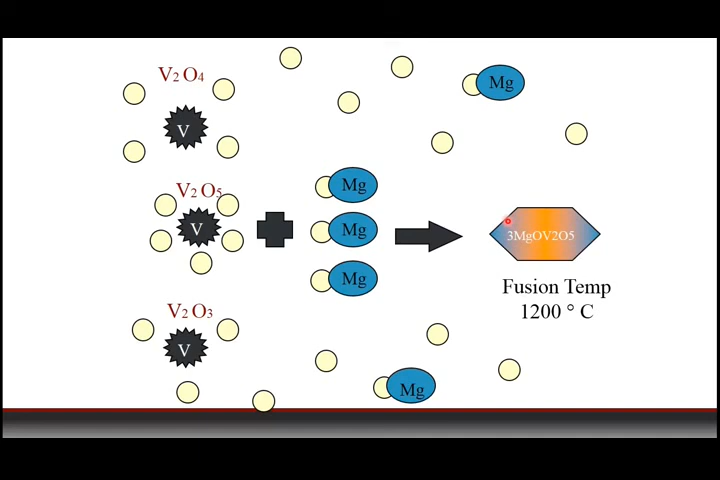 V2 O4
V
Mg
V2 O5
V
Mg
Mg
Mg
3MgOV2O5
Fusion Temp
1200 ° C
V2 O3
V
Mg